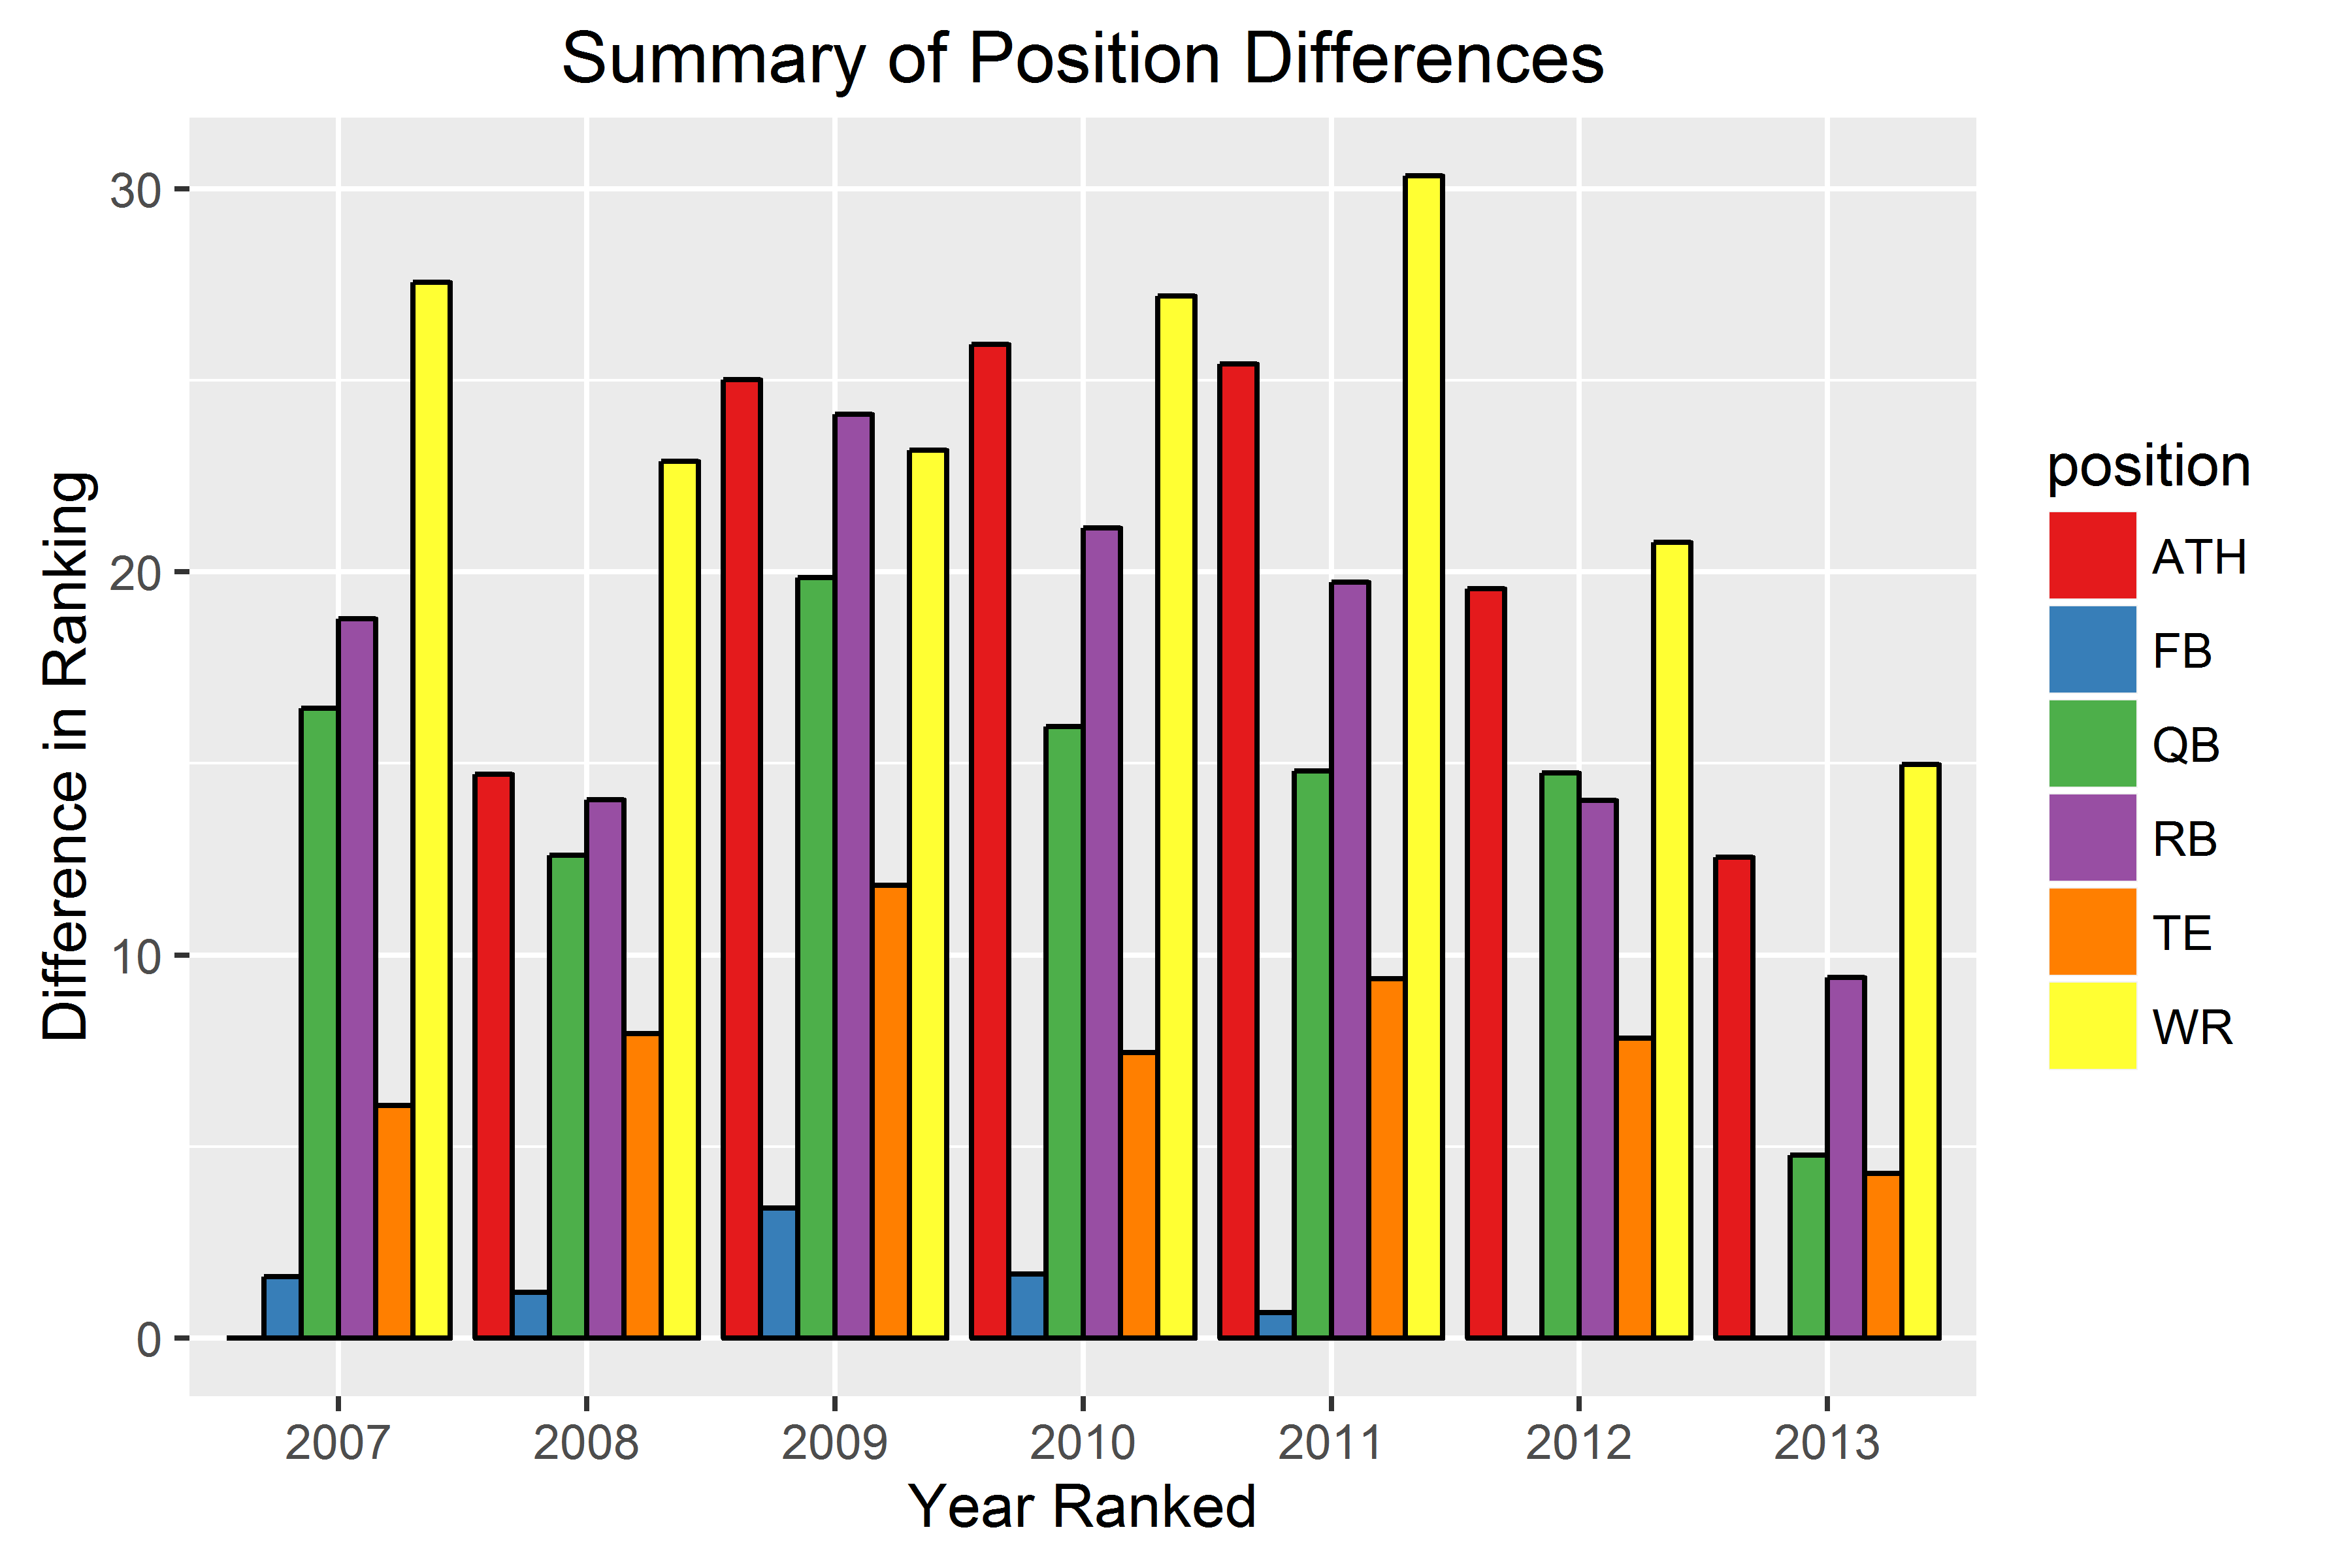 Summary of Position Differences
Difference in Ranking
30
20
10
0
2007 2008 2009 2010 2011 2012 2013
Year Ranked
position
ATH
FB
QB
RB
TE
WR